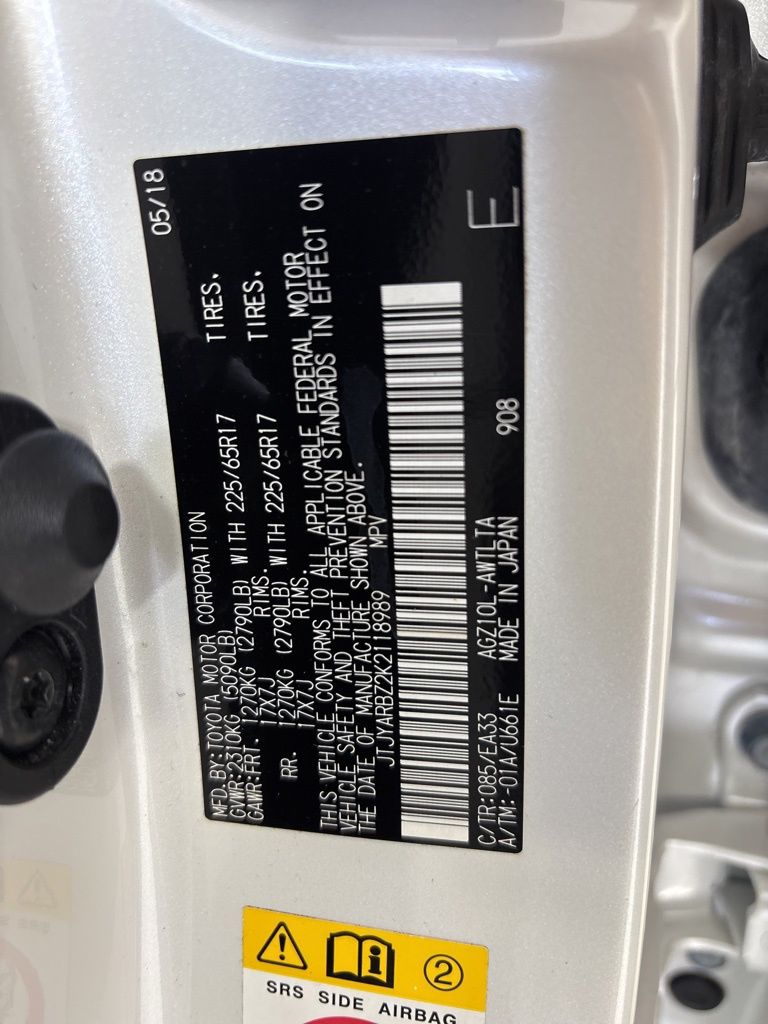 05/18
MFD.BY:TOYOTA MOTOR CORPORATION
GVWR:2310KG (5090LB)
GAWR:FRT. 1270KG (2790LB) WITH 225/65R17 TIRES.
17X7J RIMS.
RR. 1270KG (2790LB) WITH 225/65R17 TIRES.
17X7J RIMS.
THIS VEHICLE CONFORMS TO ALL APPLICABLE FEDERAL MOTOR
VEHICLE SAFETY AND THEFT PREVENTION STANDARDS IN EFFECT ON
THE DATE OF MANUFACTURE SHOWN ABOVE.
JTJYARBZ2K2118989 MPV
C/TR:085/EA33 AGZ10L-AWTLTA
A/TM:-01A/U661E MADE IN JAPAN 908 E
2
SRS SIDE AIRBAG